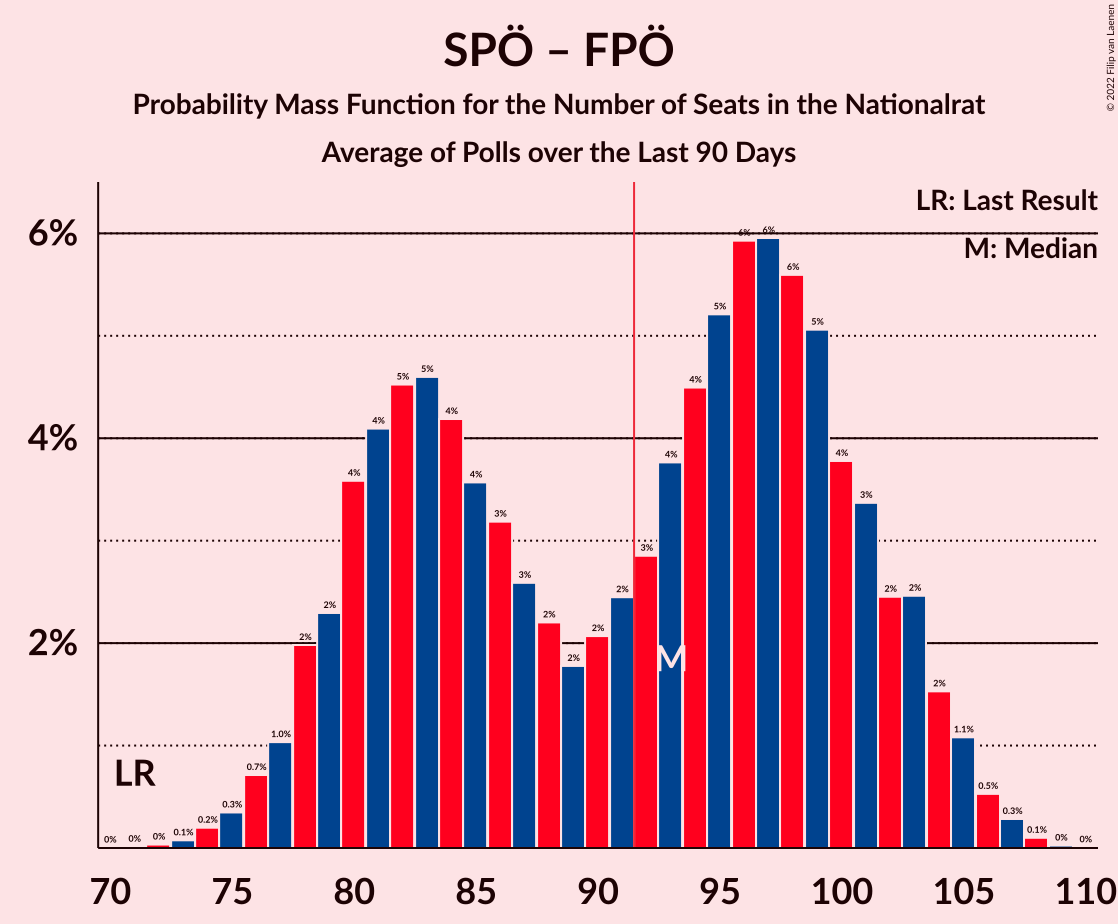 SPÖ – FPÖ
Probability Mass Function for the Number of Seats in the Nationalrat
Average of Polls over the Last 90 Days
© 2022 Filip van Laenen
LR: Last Result
M: Median
6%
4%
2%
0% 0% 0% 0.1% 0.2% 0.3% 0.7% 1.0% 2% 2% 4% 4% 5% 5% 4% 4% 3% 3% 2% 2% 2% 2% 3% 4% 4% 5% 6% 6% 6% 5% 4% 3% 2% 2% 2% 1.1% 0.5% 0.3% 0.1% 0% 0%
LR
M
70 75 80 85 90 95 100 105 110